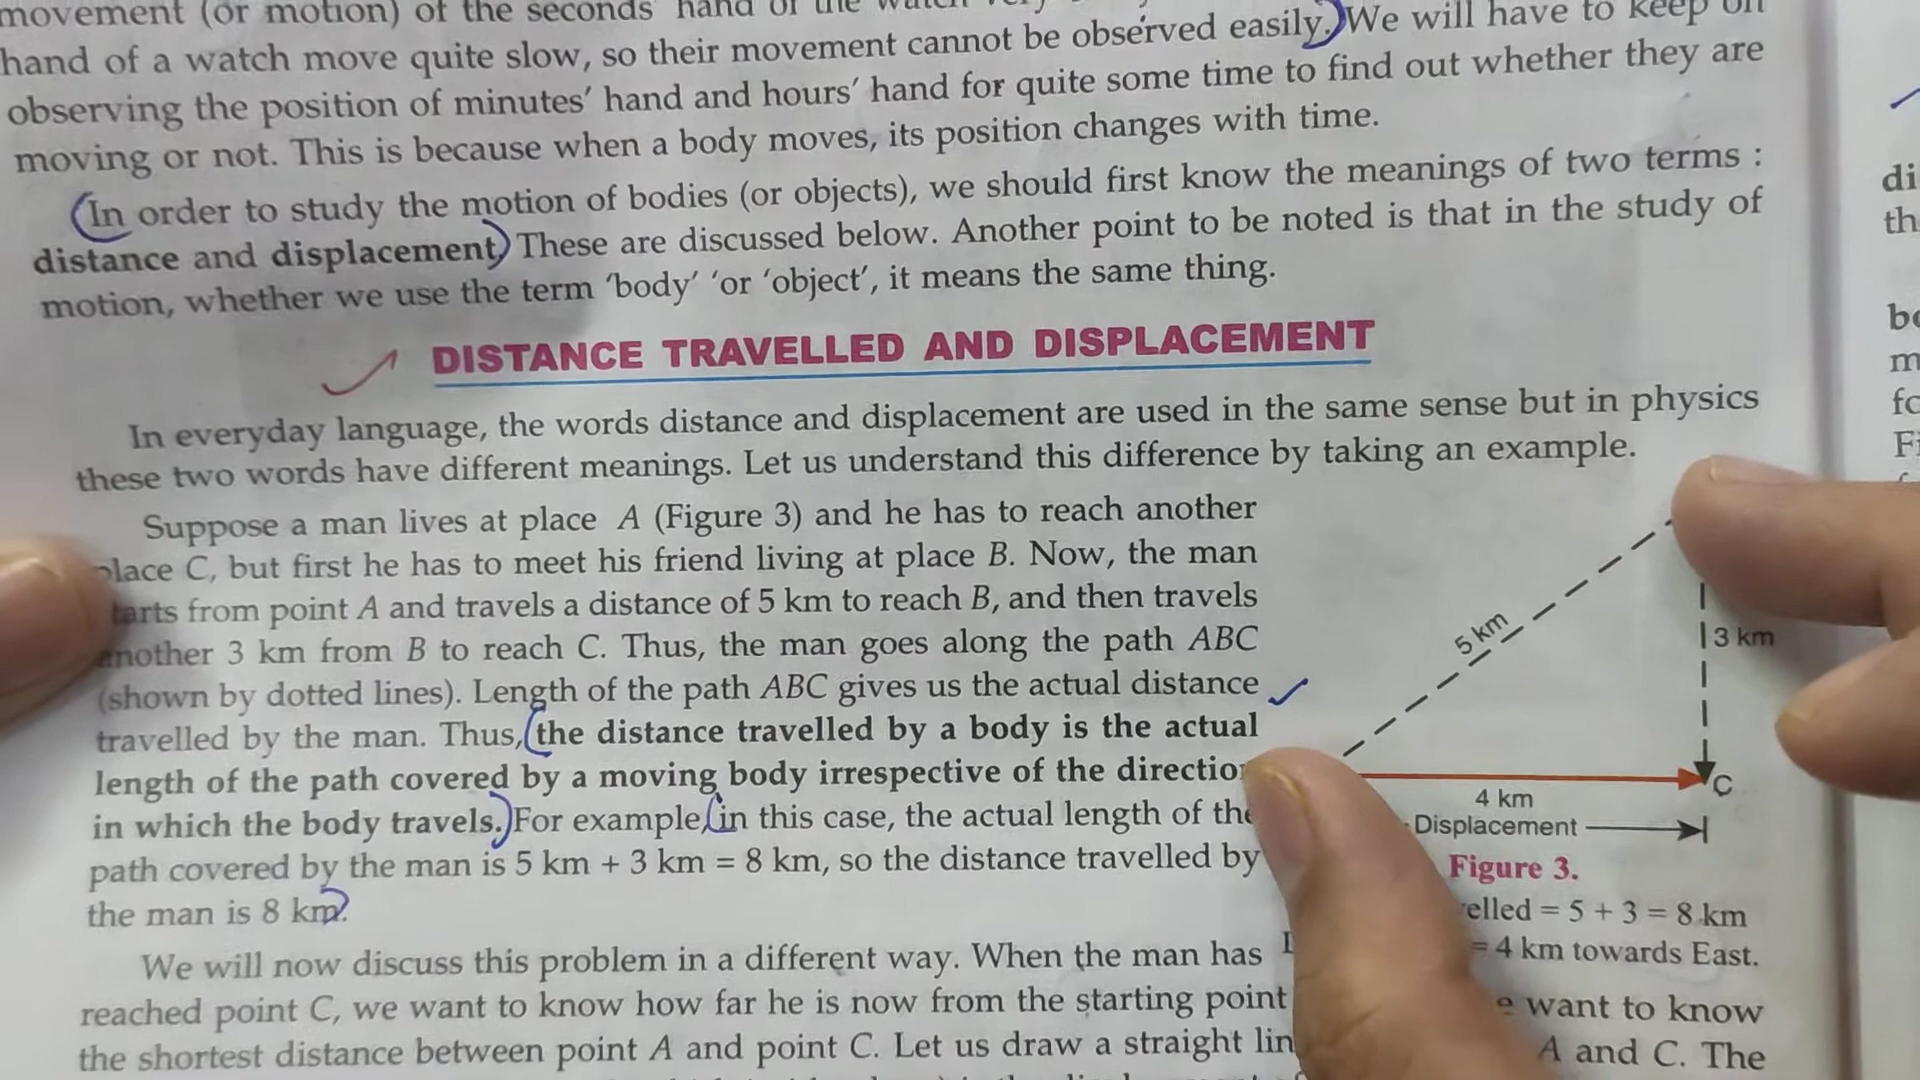 movement (or motion) of the seconds' hand of the
hand of a watch move quite slow, so their movement cannot be observed easily. We will have to keep on
observing the position of minutes' hand and hours' hand for quite some time to find out whether they are
moving or not. This is because when a body moves, its position changes with time.
In order to study the motion of bodies (or objects), we should first know the meanings of two terms :
distance and displacement. These are discussed below. Another point to be noted is that in the study of
motion, whether we use the term 'body' 'or 'object', it means the same thing.
DISTANCE TRAVELLED AND DISPLACEMENT
In everyday language, the words distance and displacement are used in the same sense but in physics
these two words have different meanings. Let us understand this difference by taking an example.
Suppose a man lives at place A (Figure 3) and he has to reach another
lace C, but first he has to meet his friend living at place B. Now, the man
tarts from point A and travels a distance of 5 km to reach B, and then travels
another 3 km from B to reach C. Thus, the man goes along the path ABC
(shown by dotted lines). Length of the path ABC gives us the actual distance
travelled by the man. Thus, the distance travelled by a body is the actual
length of the path covered by a moving body irrespective of the direction
in which the body travels. For example, in this case, the actual length of the
path covered by the man is 5 km + 3 km = 8 km, so the distance travelled by
the man is 8 km.
We will now discuss this problem in a different way. When the man has
reached point C, we want to know how far he is now from the starting point
the shortest distance between point A and point C. Let us draw a straight lin
5 km
3 km
C
4 km
Displacement
Figure 3.
elled = 5 + 3 = 8 km
= 4 km towards East.
want to know
A and C. The
di
th
bo
m
fo
Fi